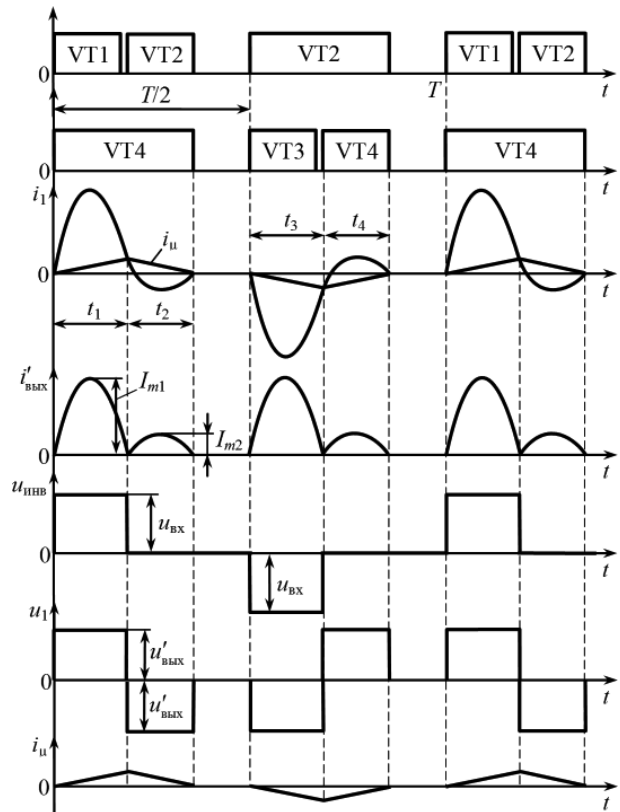 VT1 VT2 VT2 VT1 VT2
0 t
T/2 T
VT4 VT3 VT4 VT4
0 t
i₁
t₃ t₄
iμ
0 t
t₁ t₂
i′вых
Im1
Im2
0 t
uинв
uвх
0 t
uвх
u₁
u′вых
0 t
u′вых
iμ
0 t